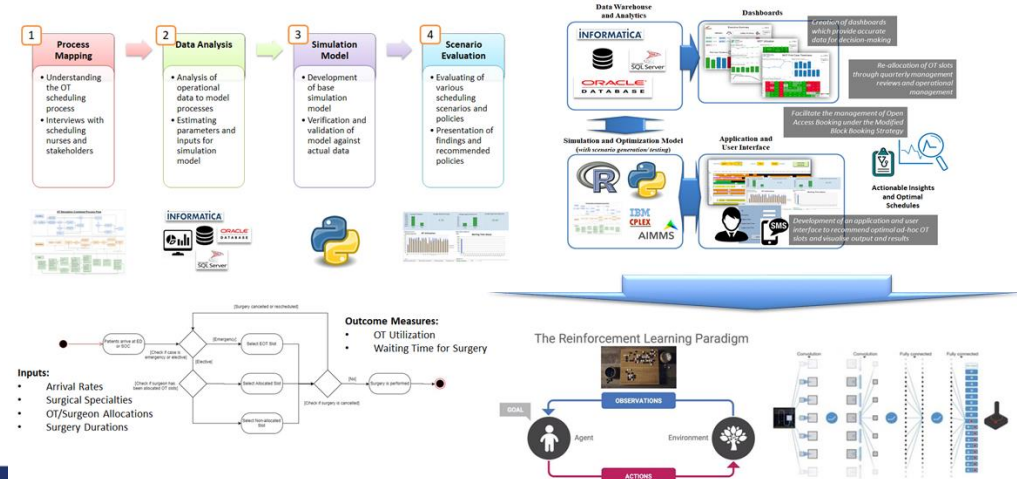 1
Process
Mapping
• Understanding
the OT
scheduling
process
• Interviews with
scheduling
nurses and
stakeholders
2
Data Analysis
• Analysis of
operational
data to model
processes
• Estimating
parameters and
inputs for
simulation
model
3
Simulation
Model
• Development
of base
simulation
model
• Verification and
validation of
model against
actual data
4
Scenario
Evaluation
• Evaluating of
various
scheduling
scenarios and
policies
• Presentation of
findings and
recommended
policies
INFORMATICA
ORACLE
DATABASE
SQL Server
Data Warehouse
and Analytics
INFORMATICA
SQL Server
ORACLE
DATABASE
Dashboards
Creation of dashboards
which provide accurate
data for decision-making
Re-allocation of OT slots
through quarterly management
reviews and operational
management
Facilitate the management of Open
Access Booking under the Modified
Block Booking Strategy
Simulation and Optimization Model
(with scenario generation/ testing)
R
IBM
CPLEX
AIMMS
Application and
User Interface
SMS
Development of an application and user
interface to recommend optimal ad-hoc OT
slots and visualise output and results
Actionable Insights
and Optimal
Schedules
Inputs:
• Arrival Rates
• Surgical Specialties
• OT/Surgeon Allocations
• Surgery Durations
[Surgery cancelled or rescheduled]
Patients arrive at ED
or SOC
[Check if case is
emergency or elective]
[Emergency]
Select EOT Slot
[Elective]
[Check if surgeon has
been allocated OT slots]
Select Allocated Slot
Select Non-allocated
Slot
[No]
Surgery is performed
[Check if surgery is cancelled]
Outcome Measures:
• OT Utilization
• Waiting Time for Surgery
The Reinforcement Learning Paradigm
OBSERVATIONS
GOAL
Agent
Environment
ACTIONS
Convolution
Convolution
Fully connected
Fully connected